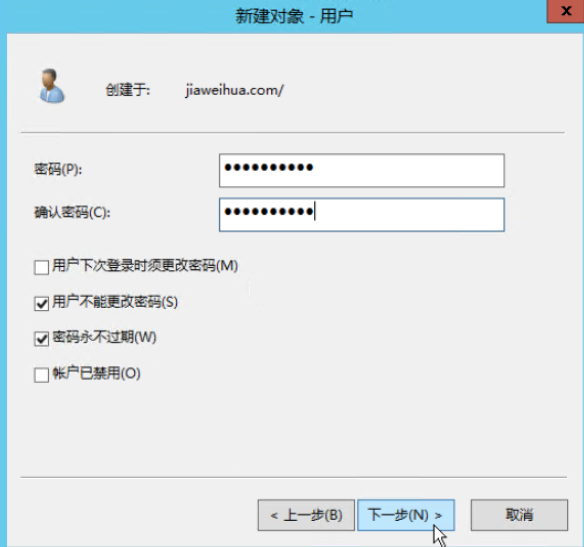 新建对象 - 用户
x
创建于: jiaweihua.com/
密码(P): ●●●●●●●●●●
确认密码(C): ●●●●●●●●●●
用户下次登录时须更改密码(M)
用户不能更改密码(S)
密码永不过期(W)
帐户已禁用(O)
< 上一步(B) 下一步(N) > 取消